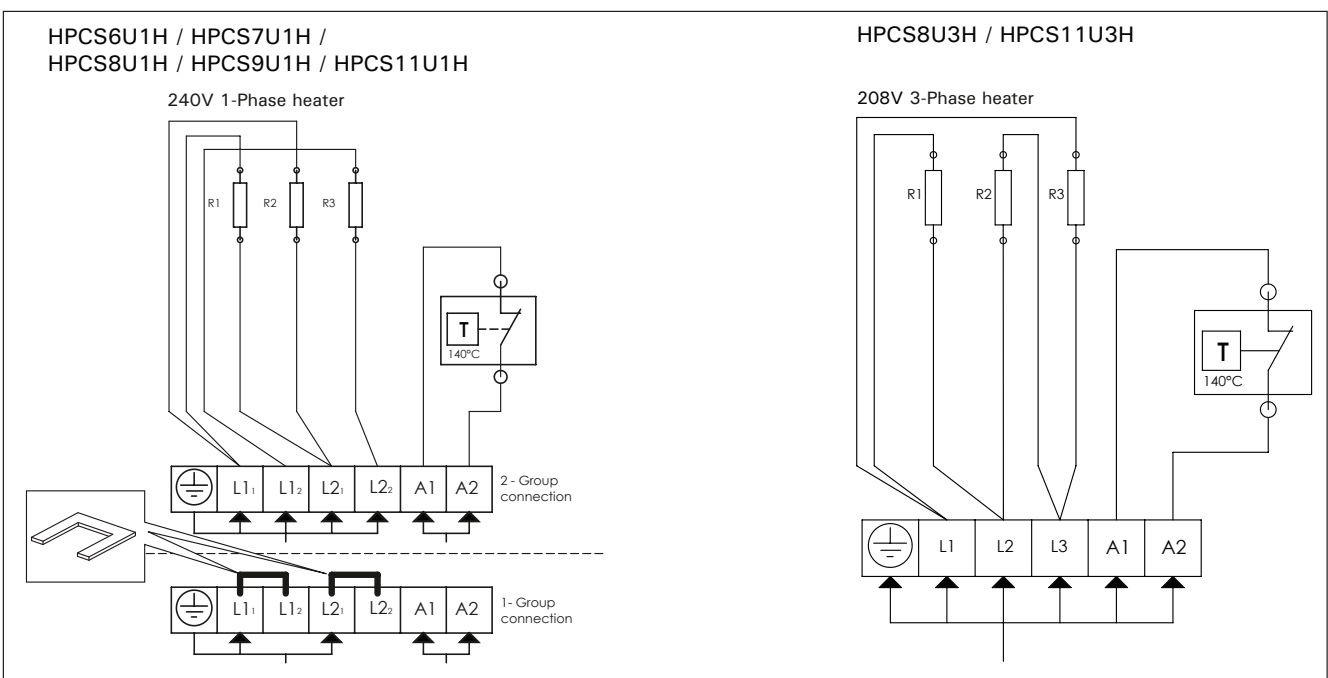 HPCS6U1H / HPCS7U1H /
HPCS8U1H / HPCS9U1H / HPCS11U1H
240V 1-Phase heater
R1 R2 R3
T
140°C
L1₁ L1₂ L2₁ L2₂ A1 A2
2 - Group
connection
L1₁ L1₂ L2₁ L2₂ A1 A2
1- Group
connection
HPCS8U3H / HPCS11U3H
208V 3-Phase heater
R1 R2 R3
T
140°C
L1 L2 L3 A1 A2